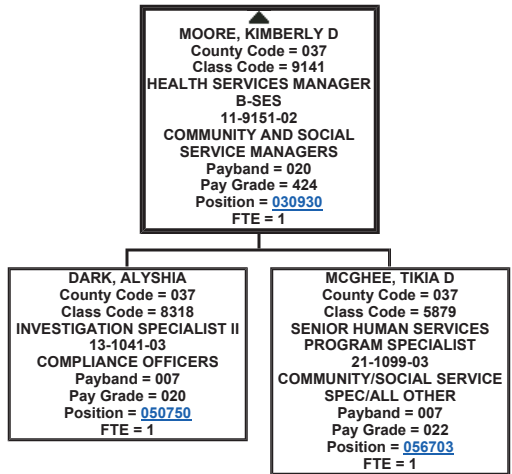 MOORE, KIMBERLY D
County Code = 037
Class Code = 9141
HEALTH SERVICES MANAGER
B-SES
11-9151-02
COMMUNITY AND SOCIAL
SERVICE MANAGERS
Payband = 020
Pay Grade = 424
Position = 030930
FTE = 1
DARK, ALYSHIA
County Code = 037
Class Code = 8318
INVESTIGATION SPECIALIST II
13-1041-03
COMPLIANCE OFFICERS
Payband = 007
Pay Grade = 020
Position = 050750
FTE = 1
MCGHEE, TIKIA D
County Code = 037
Class Code = 5879
SENIOR HUMAN SERVICES
PROGRAM SPECIALIST
21-1099-03
COMMUNITY/SOCIAL SERVICE
SPEC/ALL OTHER
Payband = 007
Pay Grade = 022
Position = 056703
FTE = 1